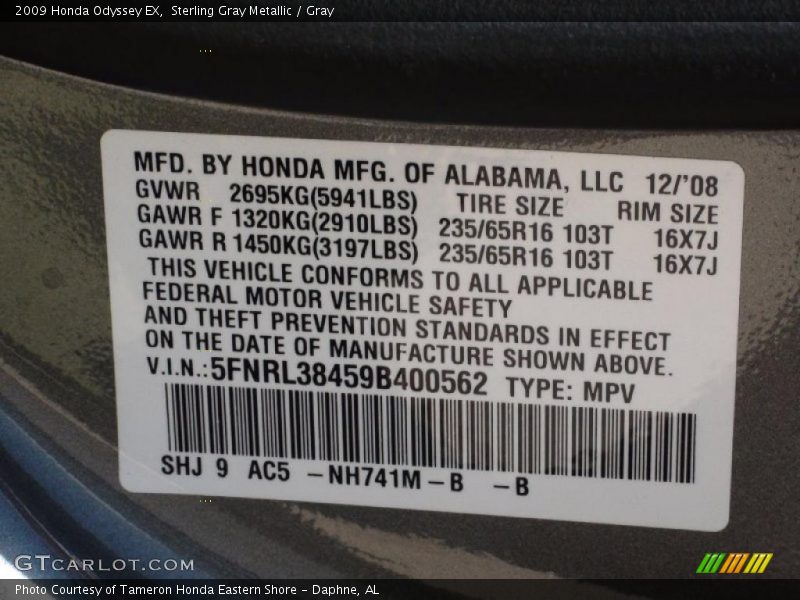 2009 Honda Odyssey EX, Sterling Gray Metallic / Gray
MFD. BY HONDA MFG. OF ALABAMA, LLC 12/'08
GVWR 2695KG(5941LBS) TIRE SIZE RIM SIZE
GAWR F 1320KG(2910LBS) 235/65R16 103T 16X7J
GAWR R 1450KG(3197LBS) 235/65R16 103T 16X7J
THIS VEHICLE CONFORMS TO ALL APPLICABLE
FEDERAL MOTOR VEHICLE SAFETY
AND THEFT PREVENTION STANDARDS IN EFFECT
ON THE DATE OF MANUFACTURE SHOWN ABOVE.
V.I.N.:5FNRL38459B400562 TYPE: MPV
SHJ 9 AC5 -NH741M-B -B
GTCARLOT.COM
Photo Courtesy of Tameron Honda Eastern Shore - Daphne, AL